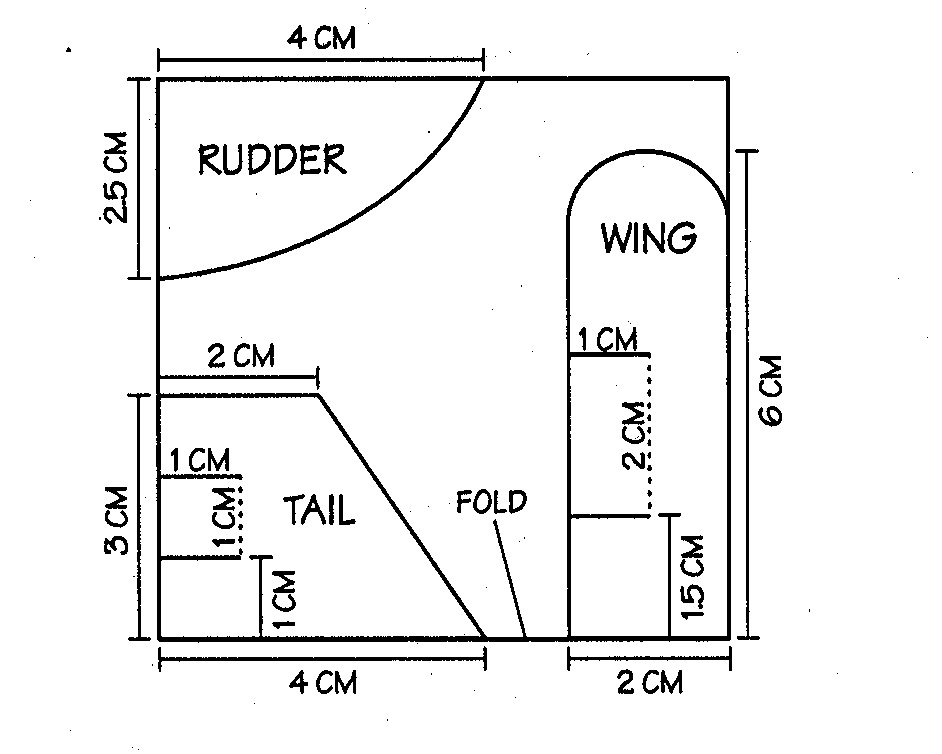 4 CM
2.5 CM
RUDDER
WING
1 CM
2 CM
6 CM
2 CM
1 CM
1 CM
3 CM
TAIL
FOLD
1 CM
1.5 CM
4 CM
2 CM